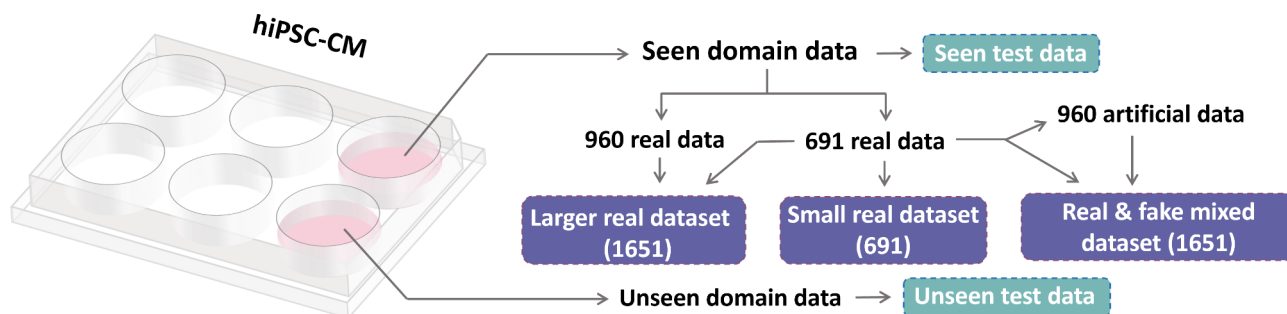 hiPSC-CM
Seen domain data
Seen test data
960 real data
691 real data
960 artificial data
Larger real dataset
(1651)
Small real dataset
(691)
Real & fake mixed
dataset (1651)
Unseen domain data
Unseen test data